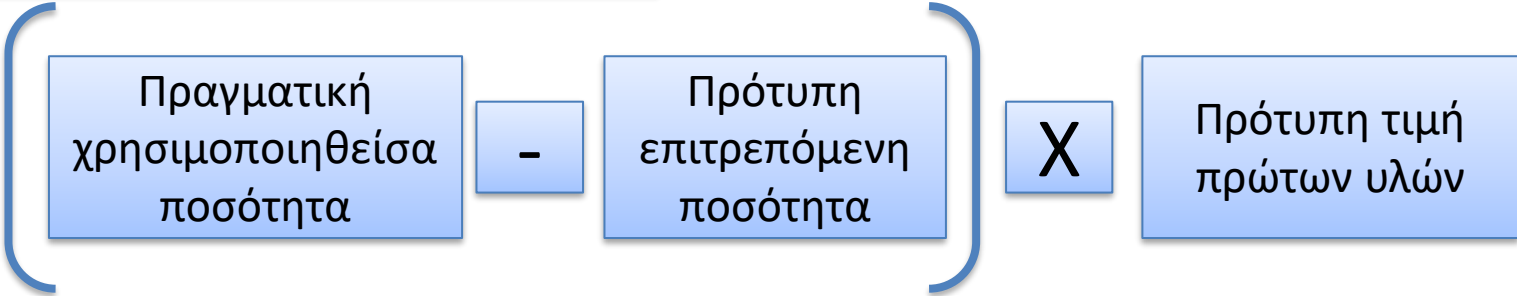 Πραγματική
χρησιμοποιηθείσα
ποσότητα
-
Πρότυπη
επιτρεπόμενη
ποσότητα
X
Πρότυπη τιμή
πρώτων υλών